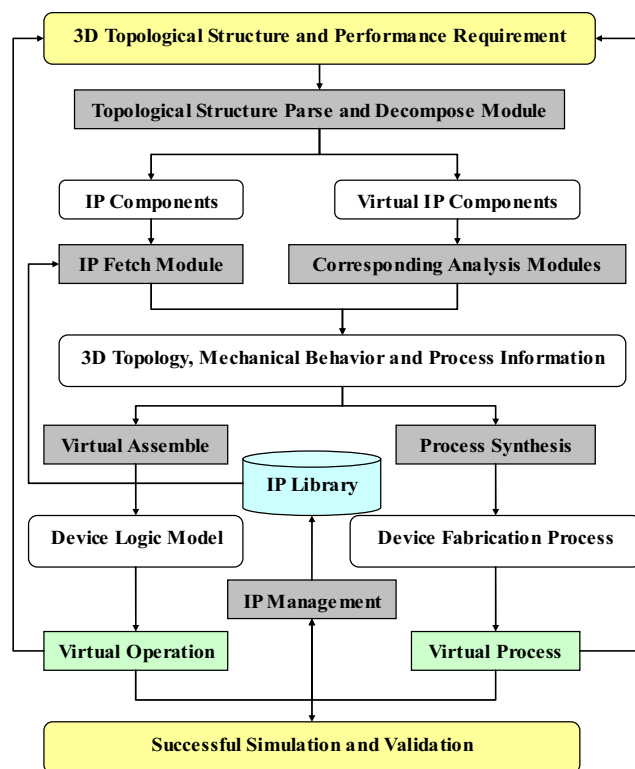 3D Topological Structure and Performance Requirement
Topological Structure Parse and Decompose Module
IP Components
Virtual IP Components
IP Fetch Module
Corresponding Analysis Modules
3D Topology, Mechanical Behavior and Process Information
Virtual Assemble
Process Synthesis
IP Library
Device Logic Model
Device Fabrication Process
IP Management
Virtual Operation
Virtual Process
Successful Simulation and Validation